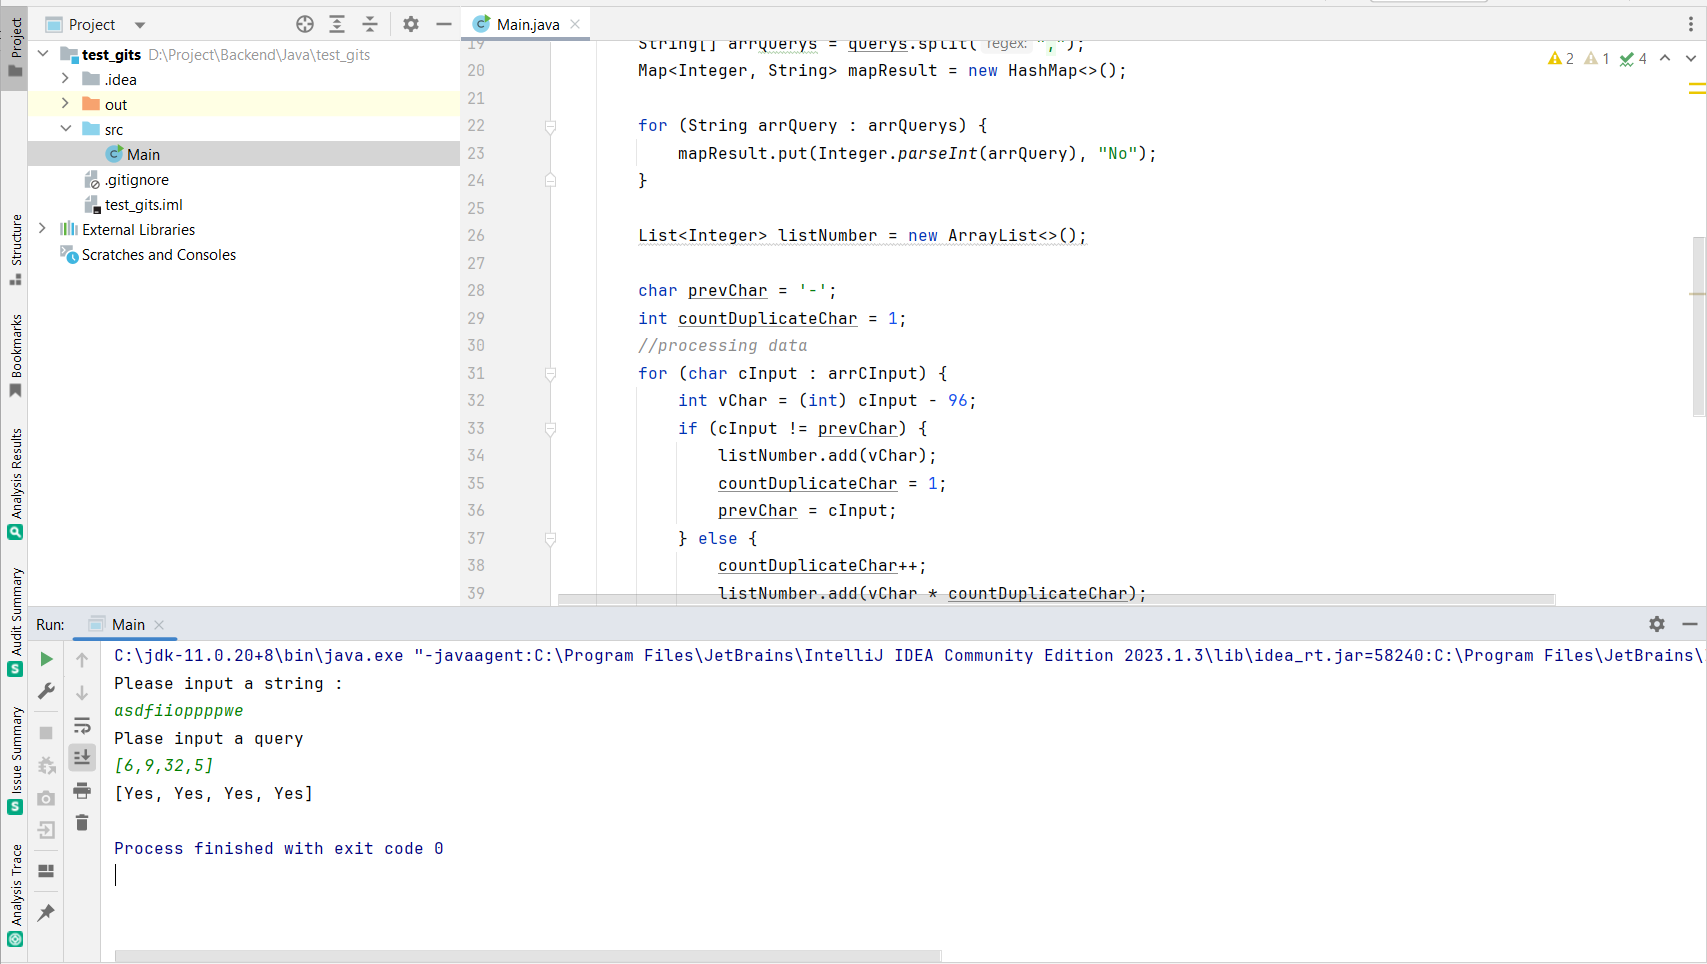 Project
Main.java
test_gits D:\Project\Backend\Java\test_gits
.idea
out
src
Main
.gitignore
test_gits.iml
External Libraries
Scratches and Consoles
Project
Structure
Bookmarks
Analysis Results
Audit Summary
Issue Summary
Analysis Trace
2 1 4
19 String[] arrQuerys = querys.split( regex: ",");
20 Map<Integer, String> mapResult = new HashMap<>();
21
22 for (String arrQuery : arrQuerys) {
23 mapResult.put(Integer.parseInt(arrQuery), "No");
24 }
25
26 List<Integer> listNumber = new ArrayList<>();
27
28 char prevChar = '-';
29 int countDuplicateChar = 1;
30 //processing data
31 for (char cInput : arrCInput) {
32 int vChar = (int) cInput - 96;
33 if (cInput != prevChar) {
34 listNumber.add(vChar);
35 countDuplicateChar = 1;
36 prevChar = cInput;
37 } else {
38 countDuplicateChar++;
39 listNumber.add(vChar * countDuplicateChar);
Run: Main
C:\jdk-11.0.20+8\bin\java.exe "-javaagent:C:\Program Files\JetBrains\IntelliJ IDEA Community Edition 2023.1.3\lib\idea_rt.jar=58240:C:\Program Files\JetBrains\
Please input a string :
asdfiioppppwe
Plase input a query
[6,9,32,5]
[Yes, Yes, Yes, Yes]
Process finished with exit code 0